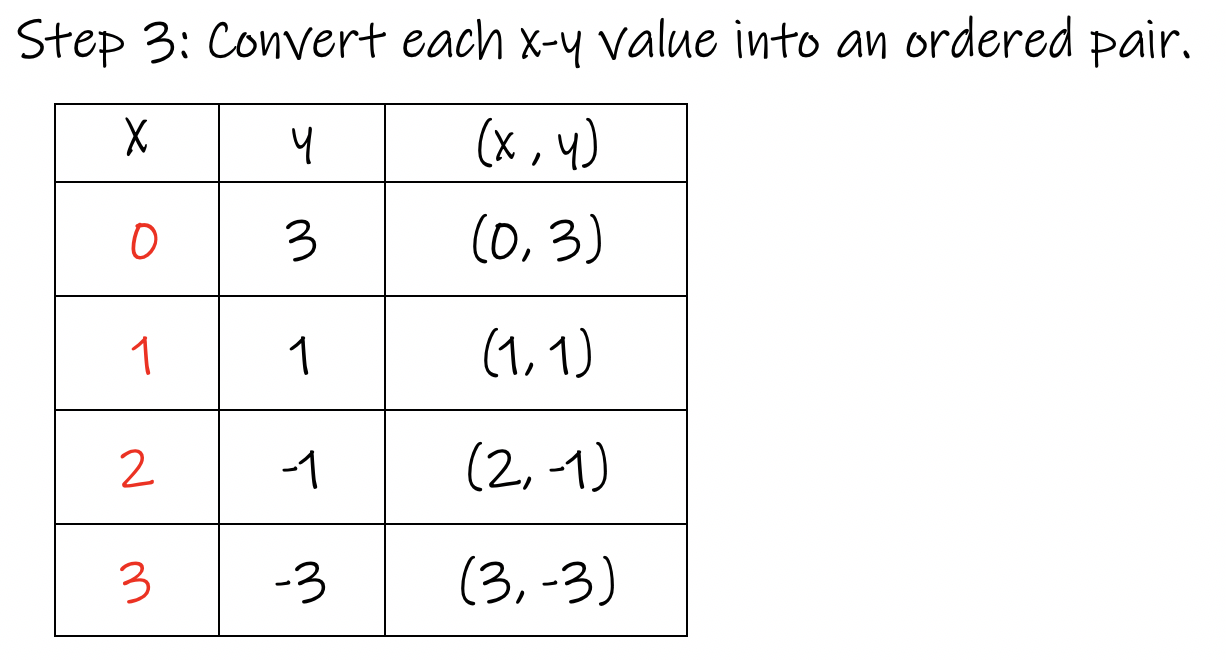 Step 3: Convert each x-y value into an ordered pair.
x y (x , y)
0 3 (0, 3)
1 1 (1, 1)
2 -1 (2, -1)
3 -3 (3, -3)